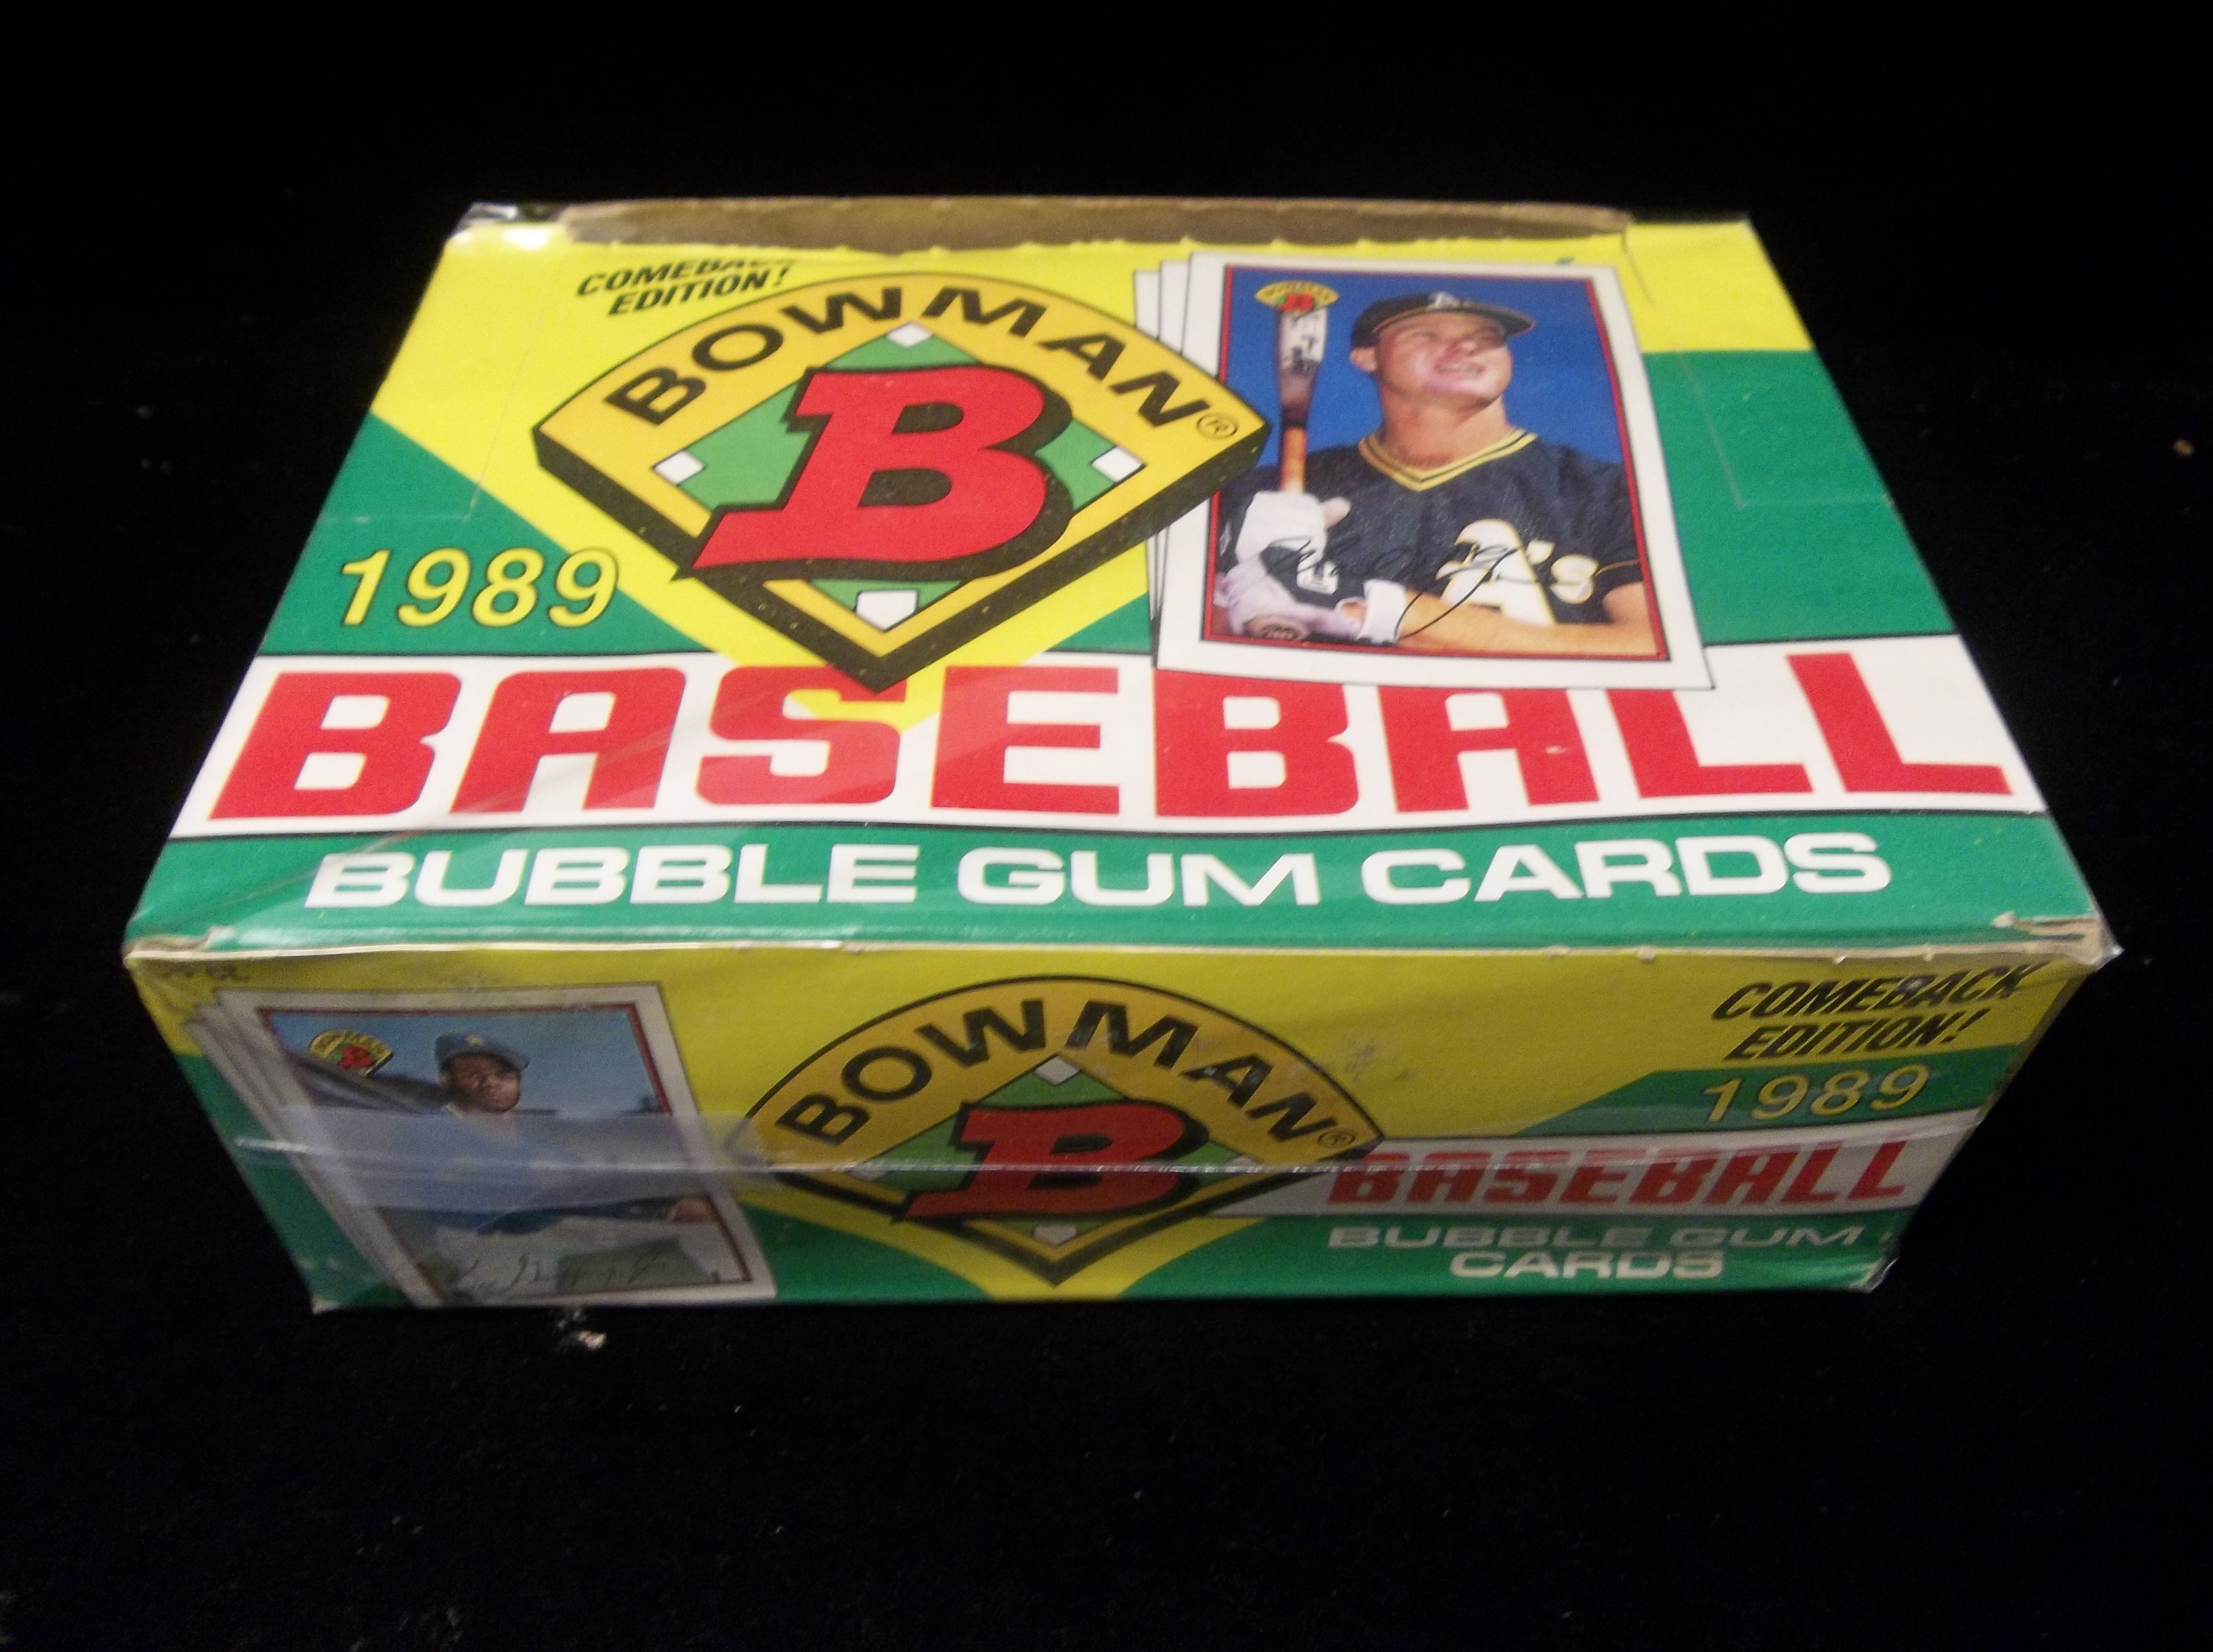 COMEBACK
EDITION!
BOWMAN®
B
1989
A's
BASEBALL
BUBBLE GUM CARDS
BOWMAN®
B
COMEBACK
EDITION!
1989
BASEBALL
BUBBLE GUM
CARDS